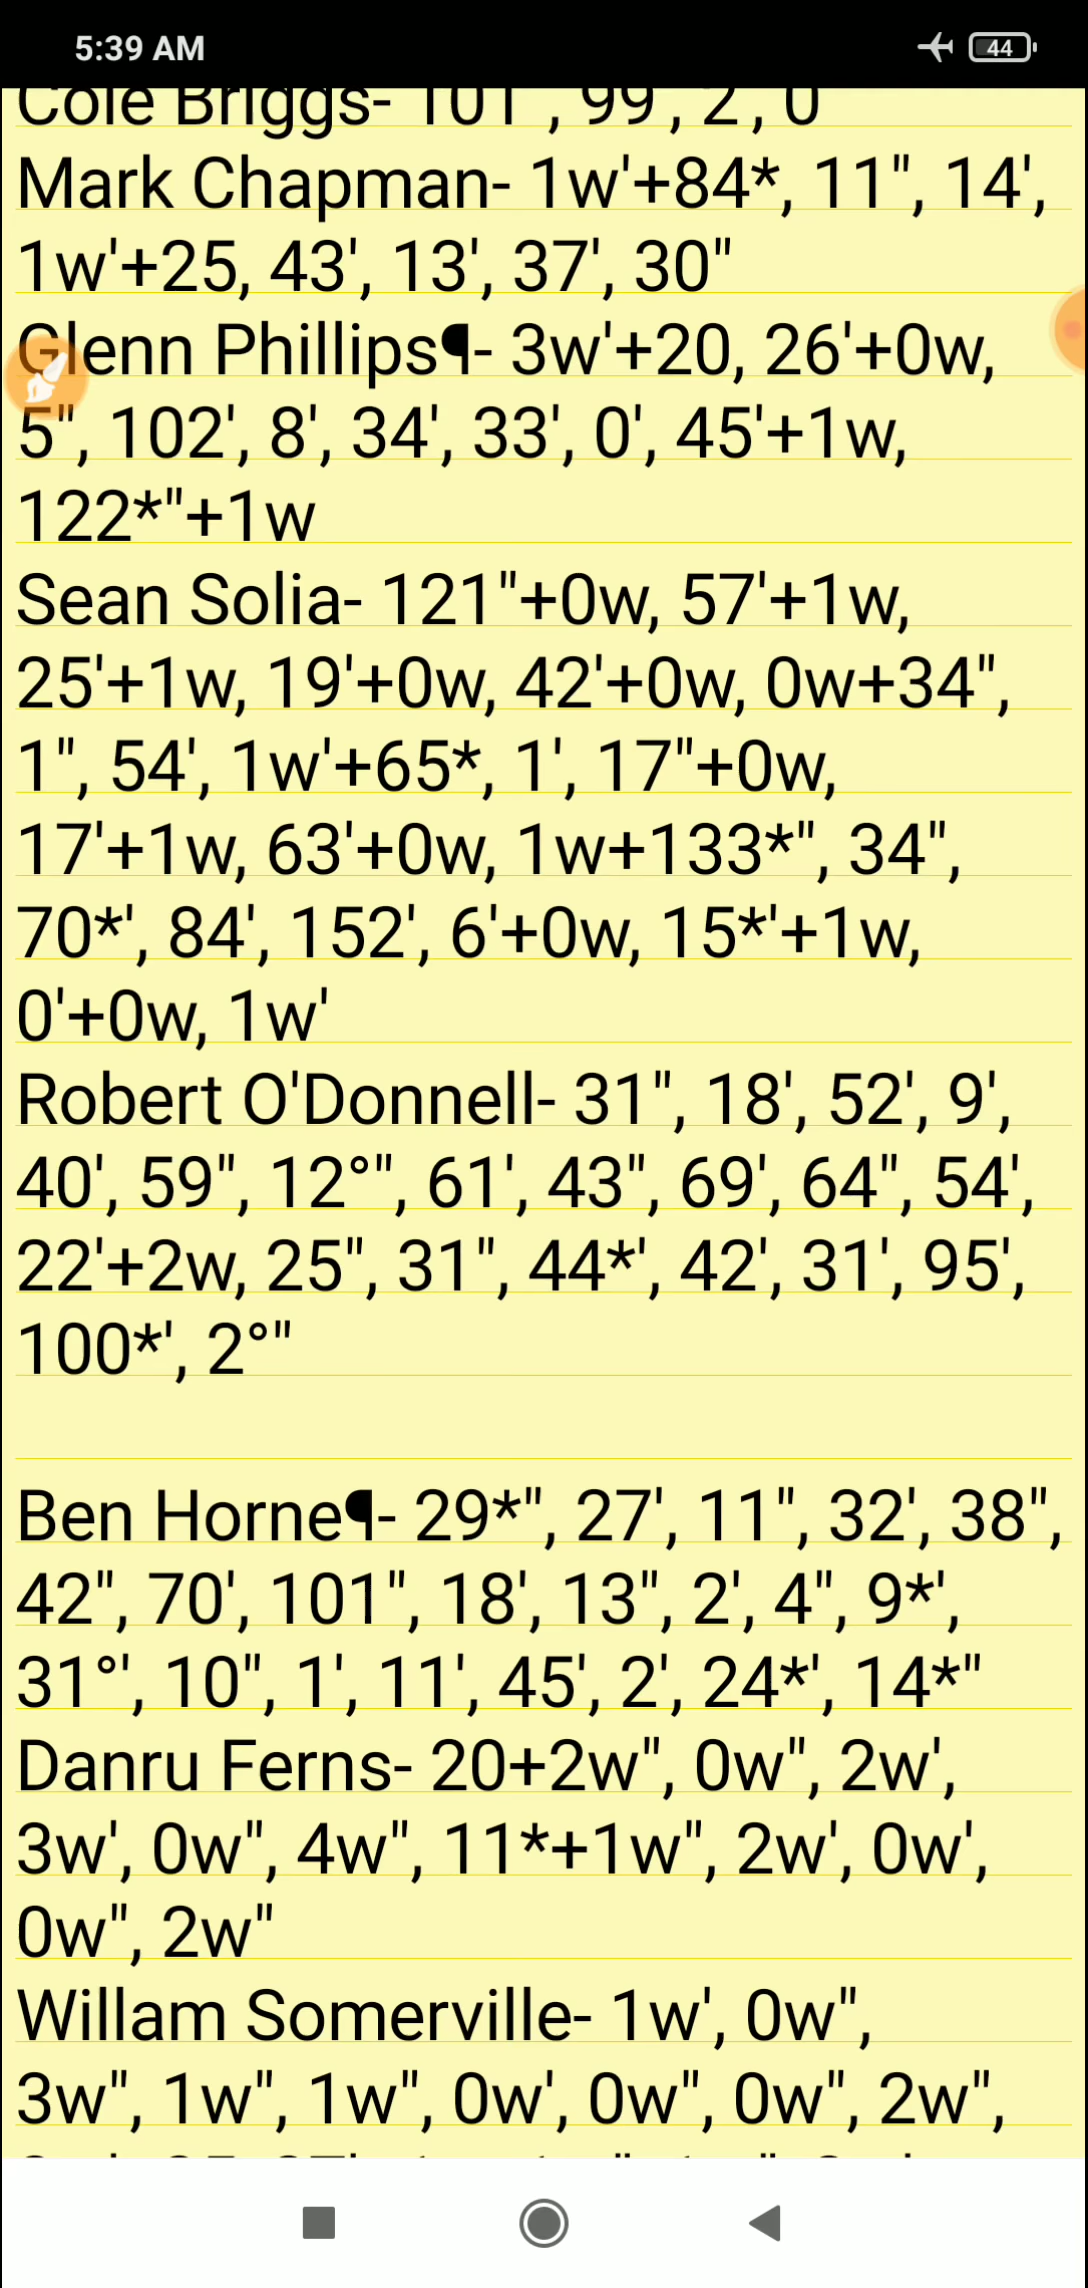 5:39 AM
44
Cole Briggs- 101', 99', 2', 0
Mark Chapman- 1w'+84*, 11", 14',
1w'+25, 43', 13', 37', 30"
Glenn Phillips¶- 3w'+20, 26'+0w,
5", 102', 8', 34', 33', 0', 45'+1w,
122*"+1w
Sean Solia- 121"+0w, 57'+1w,
25'+1w, 19'+0w, 42'+0w, 0w+34",
1", 54', 1w'+65*, 1', 17"+0w,
17'+1w, 63'+0w, 1w+133*", 34",
70*', 84', 152', 6'+0w, 15*'+1w,
0'+0w, 1w'
Robert O'Donnell- 31", 18', 52', 9',
40', 59", 12°", 61', 43", 69', 64", 54',
22'+2w, 25", 31", 44*', 42', 31', 95',
100*', 2°"
Ben Horne¶- 29*", 27', 11", 32', 38",
42", 70', 101", 18', 13", 2', 4", 9*',
31°', 10", 1', 11', 45', 2', 24*', 14*"
Danru Ferns- 20+2w", 0w", 2w',
3w', 0w", 4w", 11*+1w", 2w', 0w',
0w", 2w"
Willam Somerville- 1w', 0w",
3w", 1w", 1w", 0w', 0w", 0w", 2w",